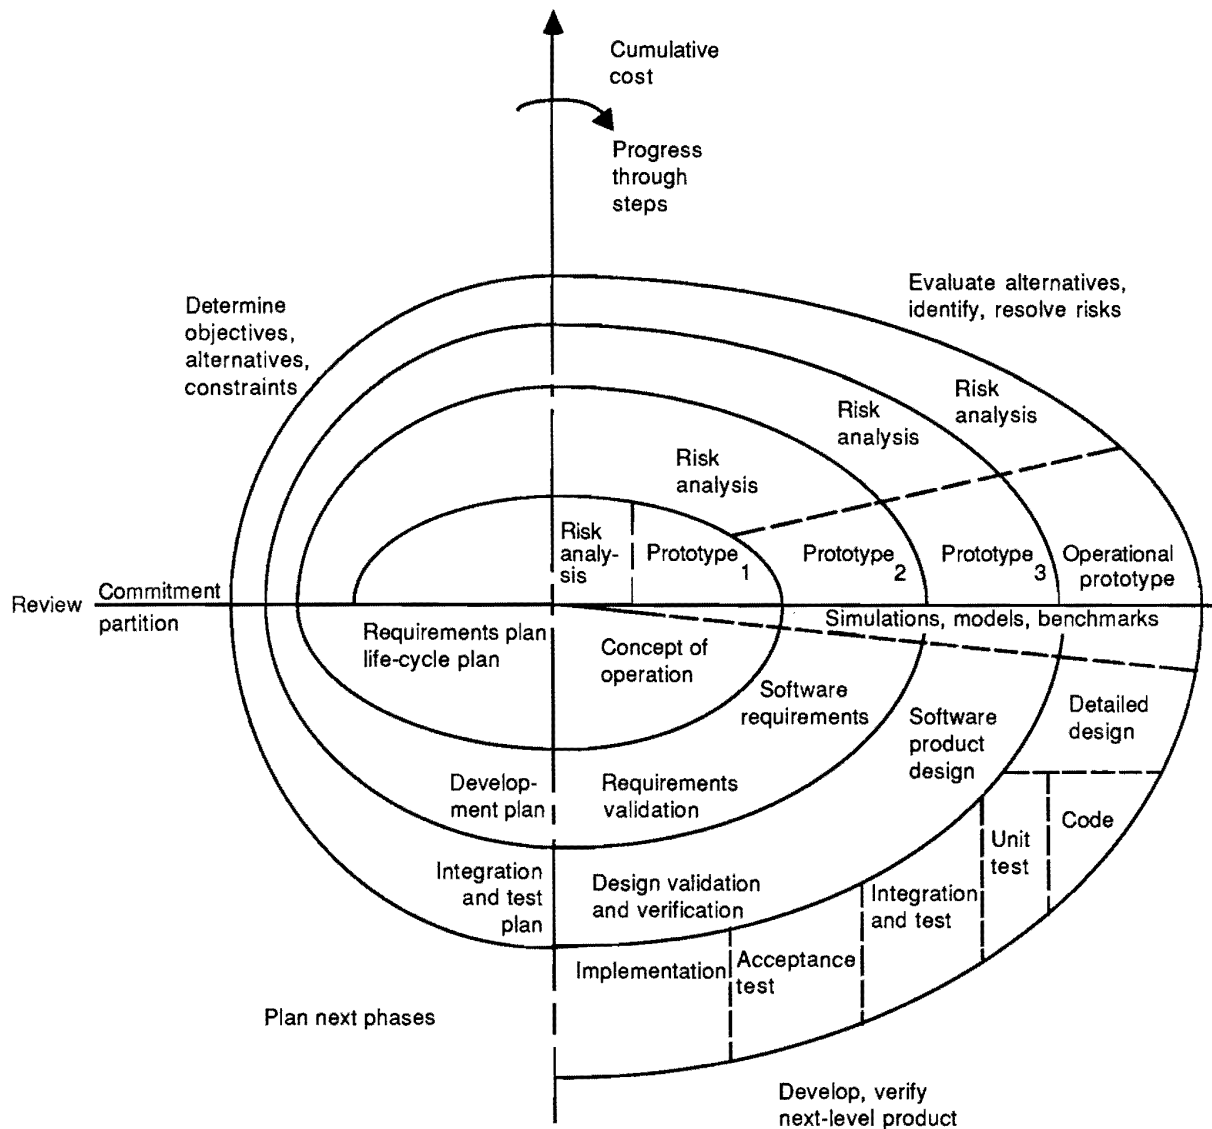 Cumulative
cost
Progress
through
steps
Determine
objectives,
alternatives,
constraints
Evaluate alternatives,
identify, resolve risks
Risk
analysis
Risk
analysis
Risk
analysis
Risk
analy-
sis
Prototype 1
Prototype 2
Prototype 3
Operational
prototype
Review
Commitment
partition
Simulations, models, benchmarks
Requirements plan
life-cycle plan
Concept of
operation
Software
requirements
Software
product
design
Detailed
design
Develop-
ment plan
Requirements
validation
Code
Unit
test
Integration
and test
plan
Design validation
and verification
Integration
and test
Acceptance
test
Implementation
Plan next phases
Develop, verify
next-level product